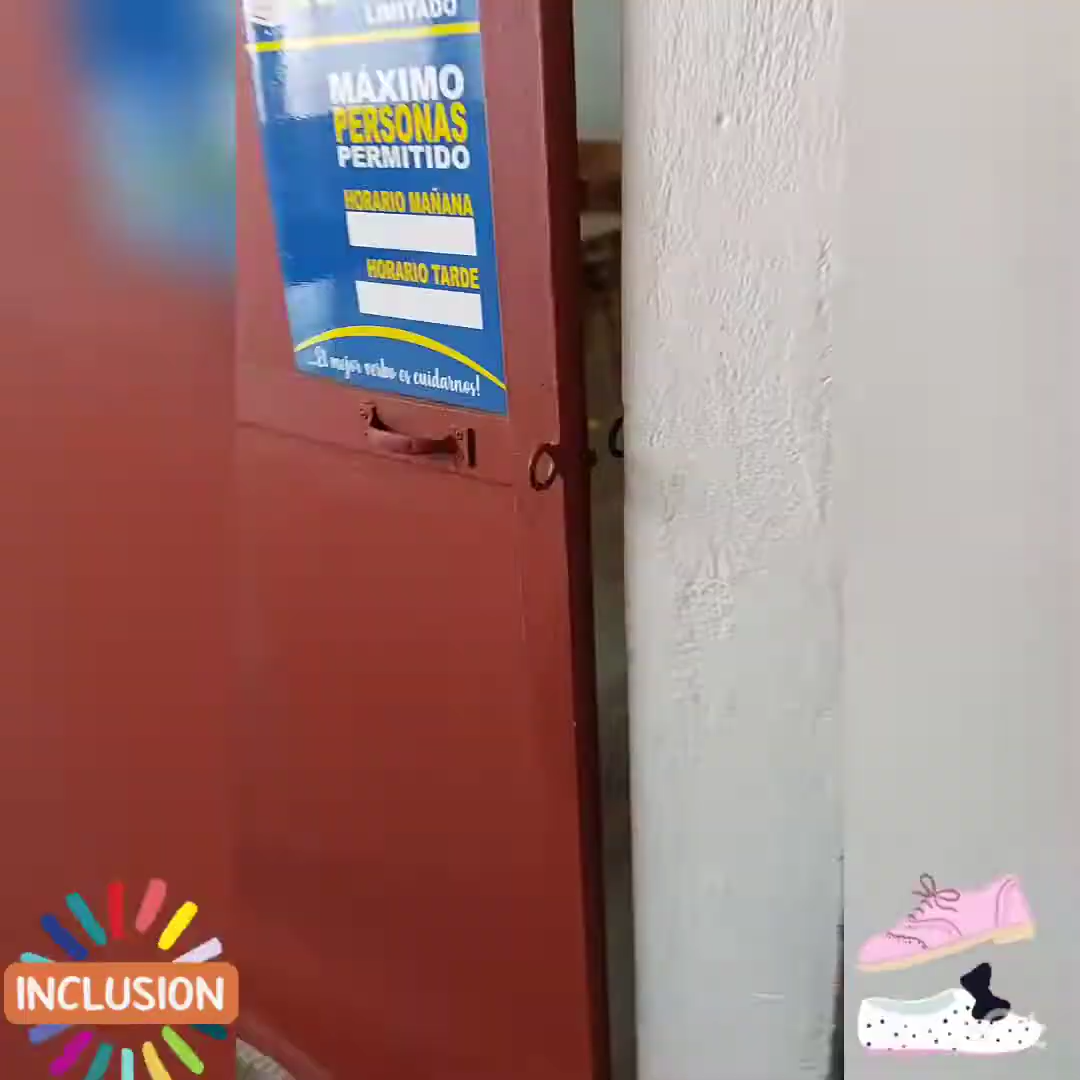 LIMITADO
MÁXIMO
PERSONAS
PERMITIDO
HORARIO MAÑANA
HORARIO TARDE
...El mejor verbo es cuidarnos!
INCLUSION